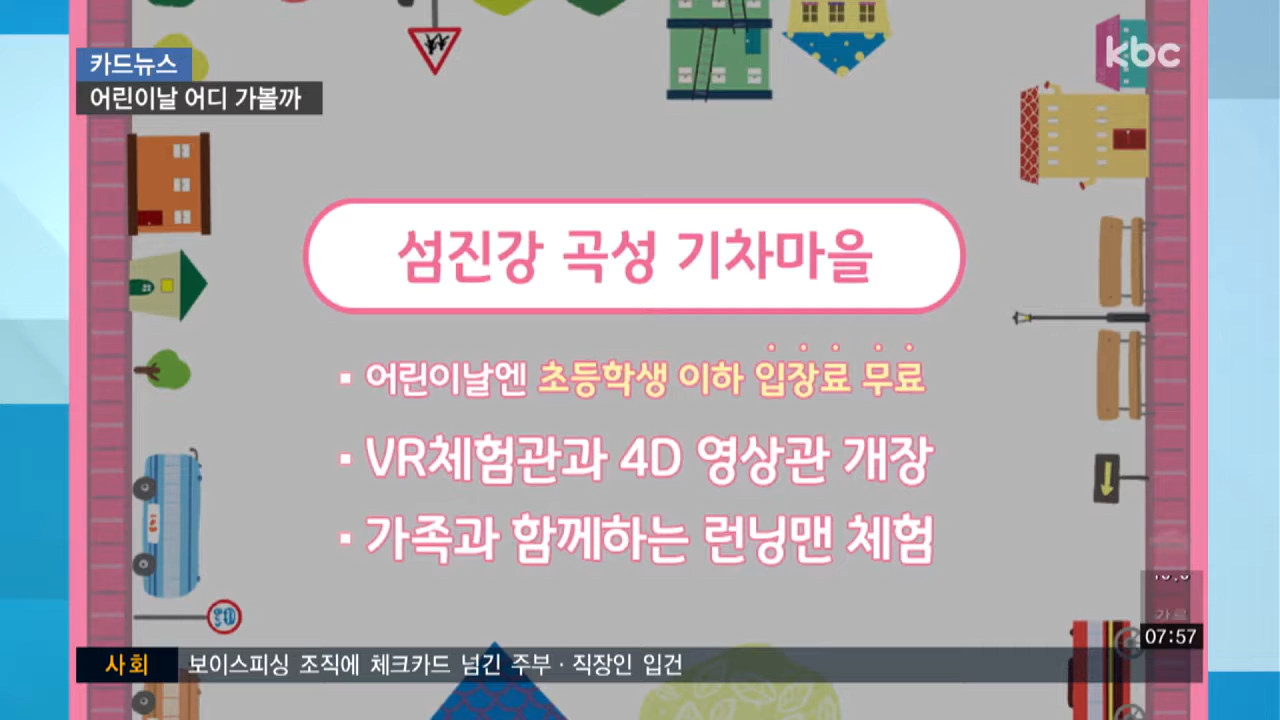 카드뉴스
어린이날 어디 가볼까
kbc
섬진강 곡성 기차마을
▪ 어린이날엔 초등학생 이하 입장료 무료
▪ VR체험관과 4D 영상관 개장
▪ 가족과 함께하는 런닝맨 체험
07:57
사회 보이스피싱 조직에 체크카드 넘긴 주부·직장인 입건